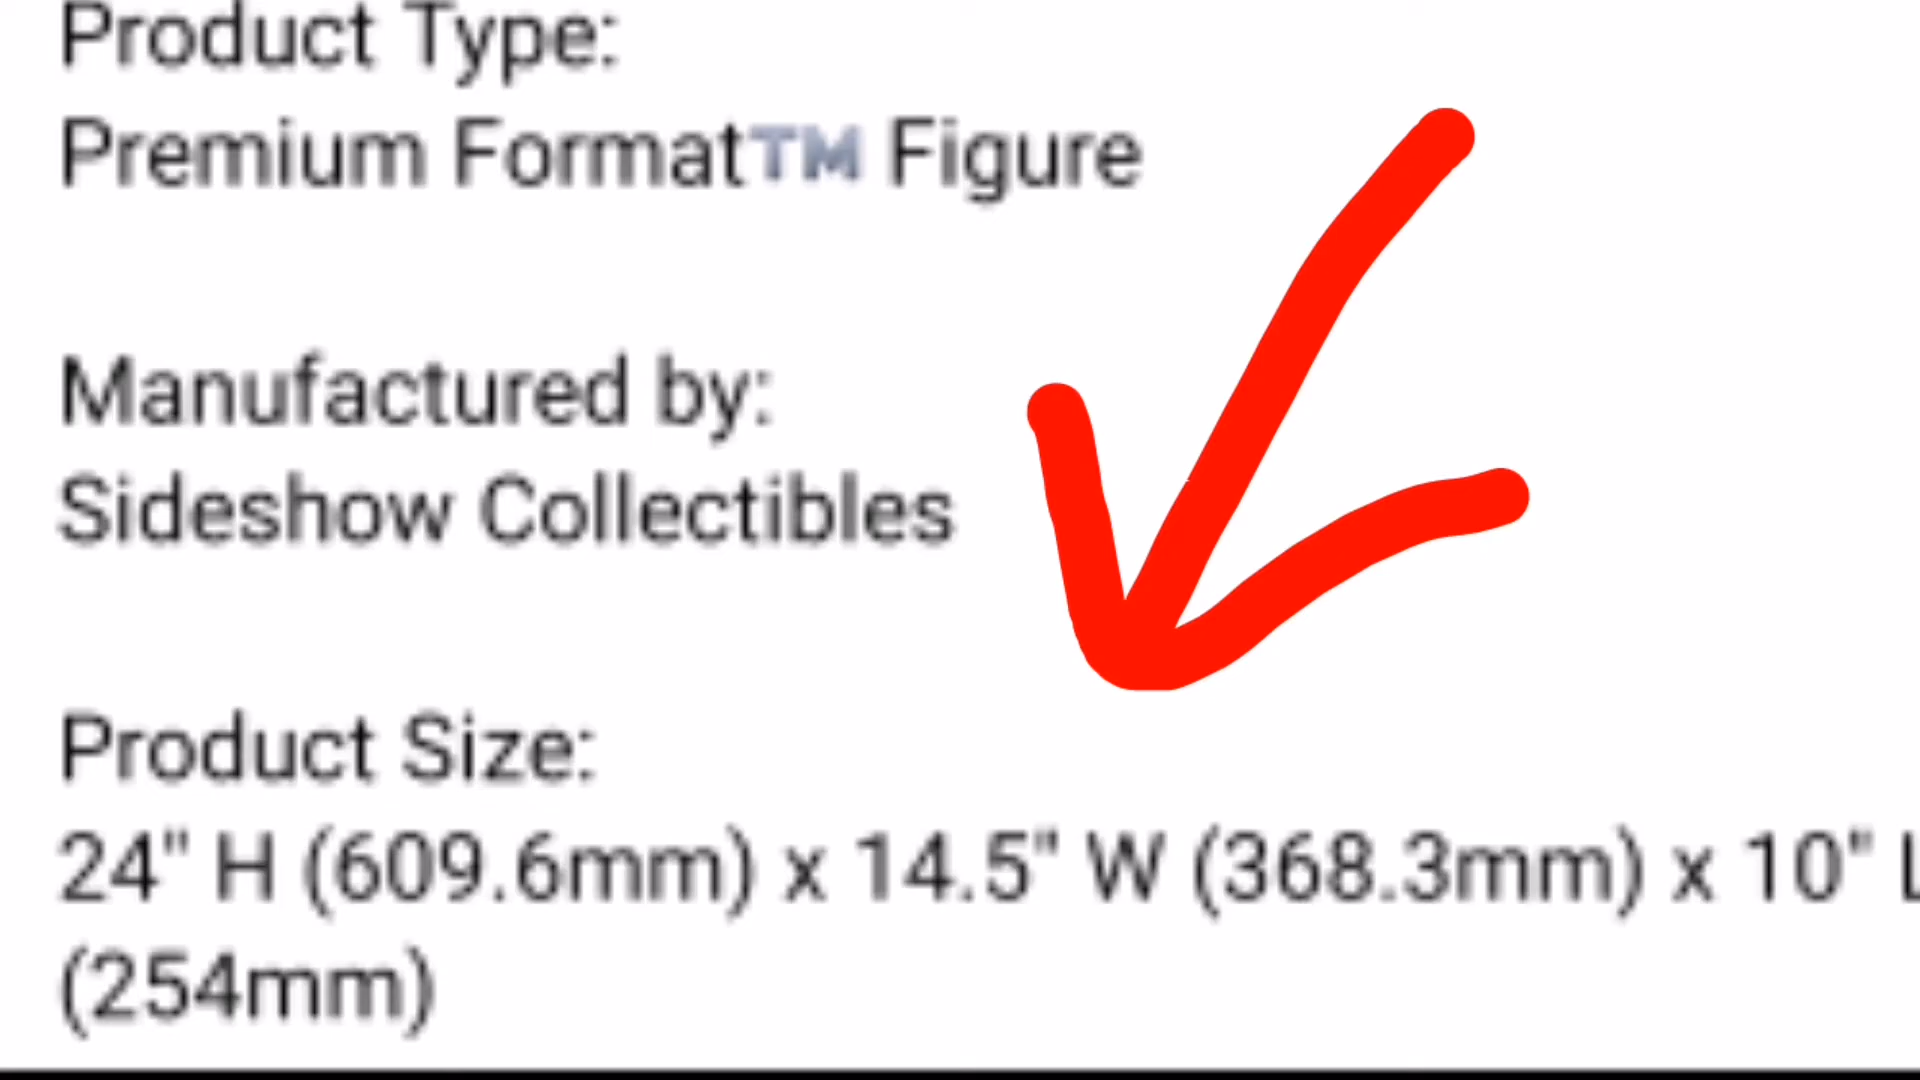 Product Type:
Premium Format™ Figure
Manufactured by:
Sideshow Collectibles
Product Size:
24" H (609.6mm) x 14.5" W (368.3mm) x 10" L
(254mm)